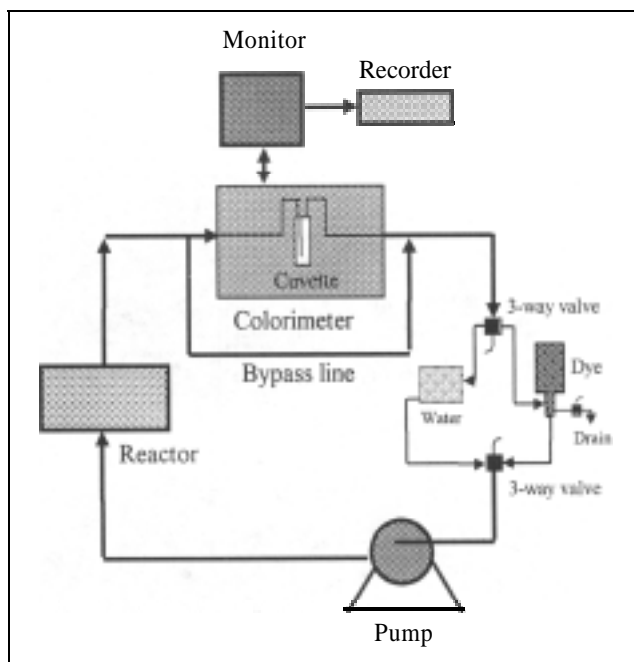 Monitor
Recorder
Cuvette
Colorimeter
3-way valve
Bypass line
Dye
Water
Drain
Reactor
3-way valve
Pump